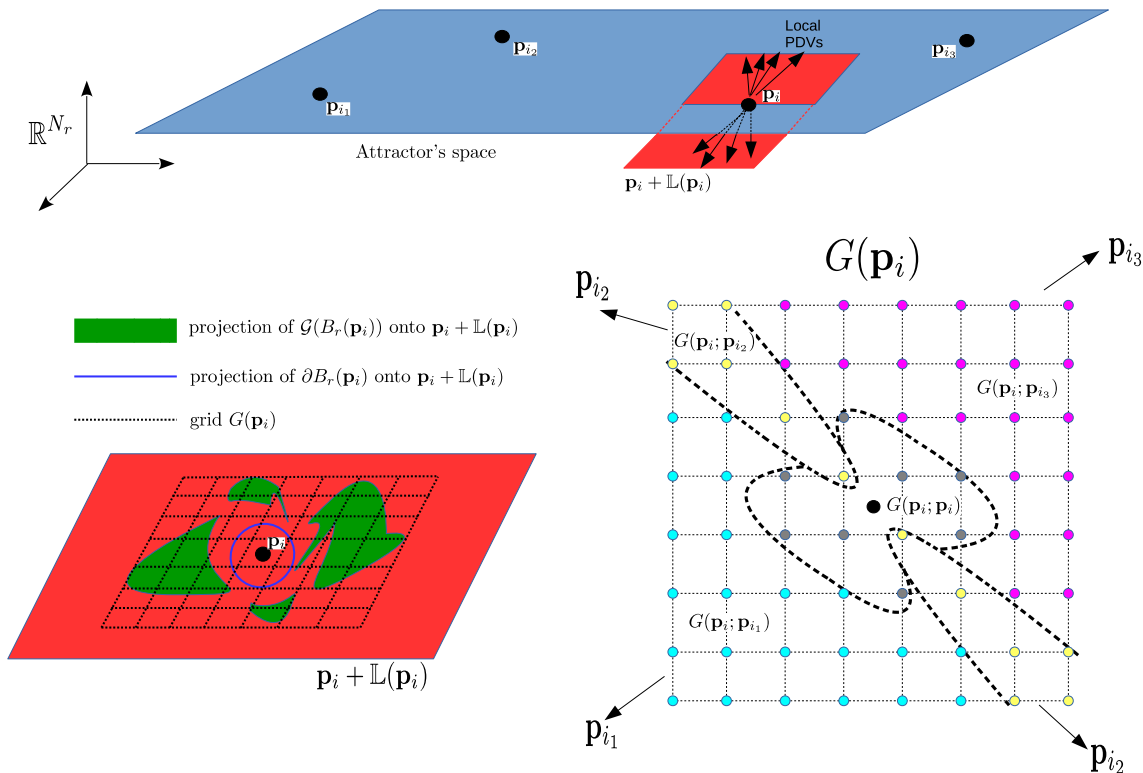 Local
PDVs
𝐩_{i_2}
𝐩_{i_3}
𝐩_i
𝐩_{i_1}
ℝ^{N_r}
Attractor's space
𝐩_i + 𝕃(𝐩_i)
G(𝐩_i)
𝐩_{i_3}
𝐩_{i_2}
projection of 𝒢(B_r(𝐩_i)) onto 𝐩_i + 𝕃(𝐩_i)
projection of ∂B_r(𝐩_i) onto 𝐩_i + 𝕃(𝐩_i)
grid G(𝐩_i)
G(𝐩_i; 𝐩_{i_2})
G(𝐩_i; 𝐩_{i_3})
G(𝐩_i; 𝐩_i)
𝐩_i
G(𝐩_i; 𝐩_{i_1})
𝐩_i + 𝕃(𝐩_i)
𝐩_{i_1}
𝐩_{i_2}